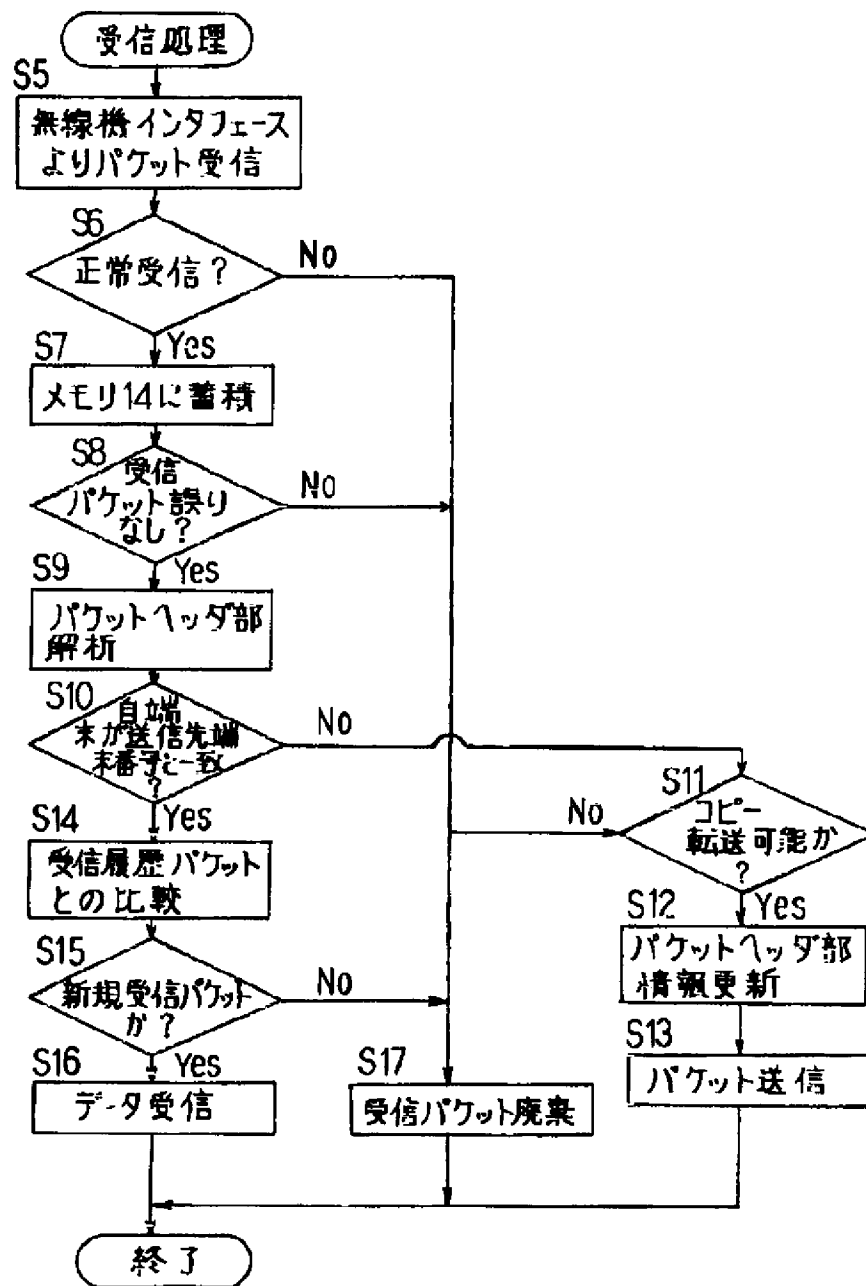 受信処理
S5
無線機インタフェース
よりパケット受信
S6
正常受信?
No
Yes
S7
メモリ14に蓄積
S8
受信
パケット誤り
なし?
No
Yes
S9
パケットヘッダ部
解析
S10
自端
末が送信先端
末番号と一致
?
No
Yes
S11
コピー
転送可能か
?
No
Yes
S12
パケットヘッダ部
情報更新
S13
パケット送信
S14
受信履歴パケット
との比較
S15
新規受信パケット
か?
No
Yes
S16
データ受信
S17
受信パケット廃棄
終了